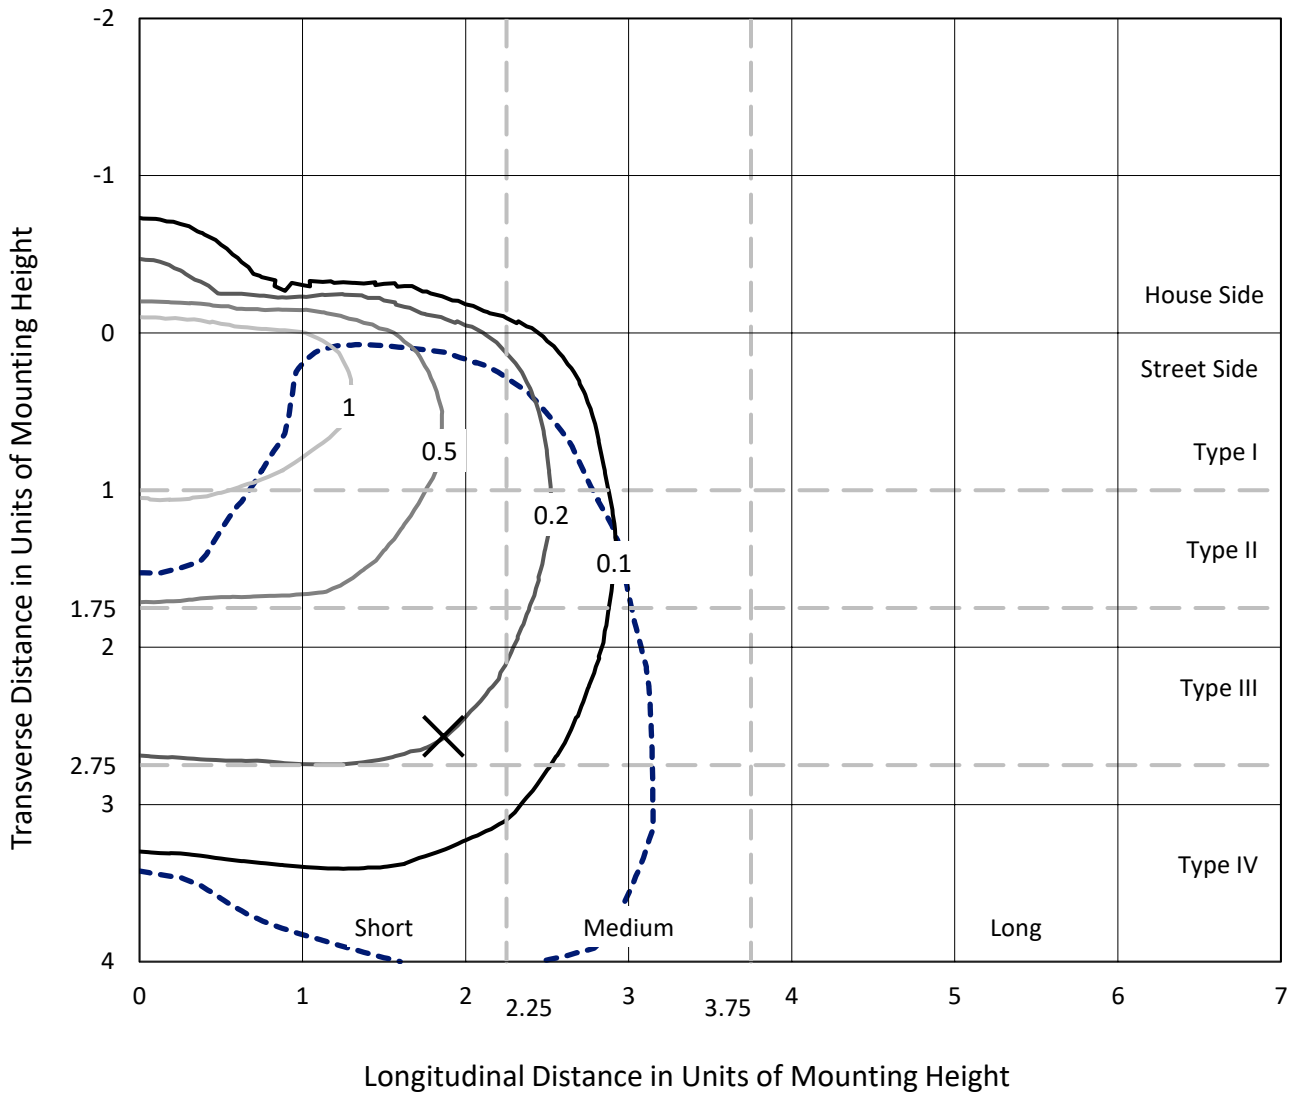 -2
-1
0
1
1.75
2
2.75
3
4
Transverse Distance in Units of Mounting Height
House Side
Street Side
Type I
Type II
Type III
Type IV
1
0.5
0.2
0.1
Short
Medium
Long
0
1
2
2.25
3
3.75
4
5
6
7
Longitudinal Distance in Units of Mounting Height